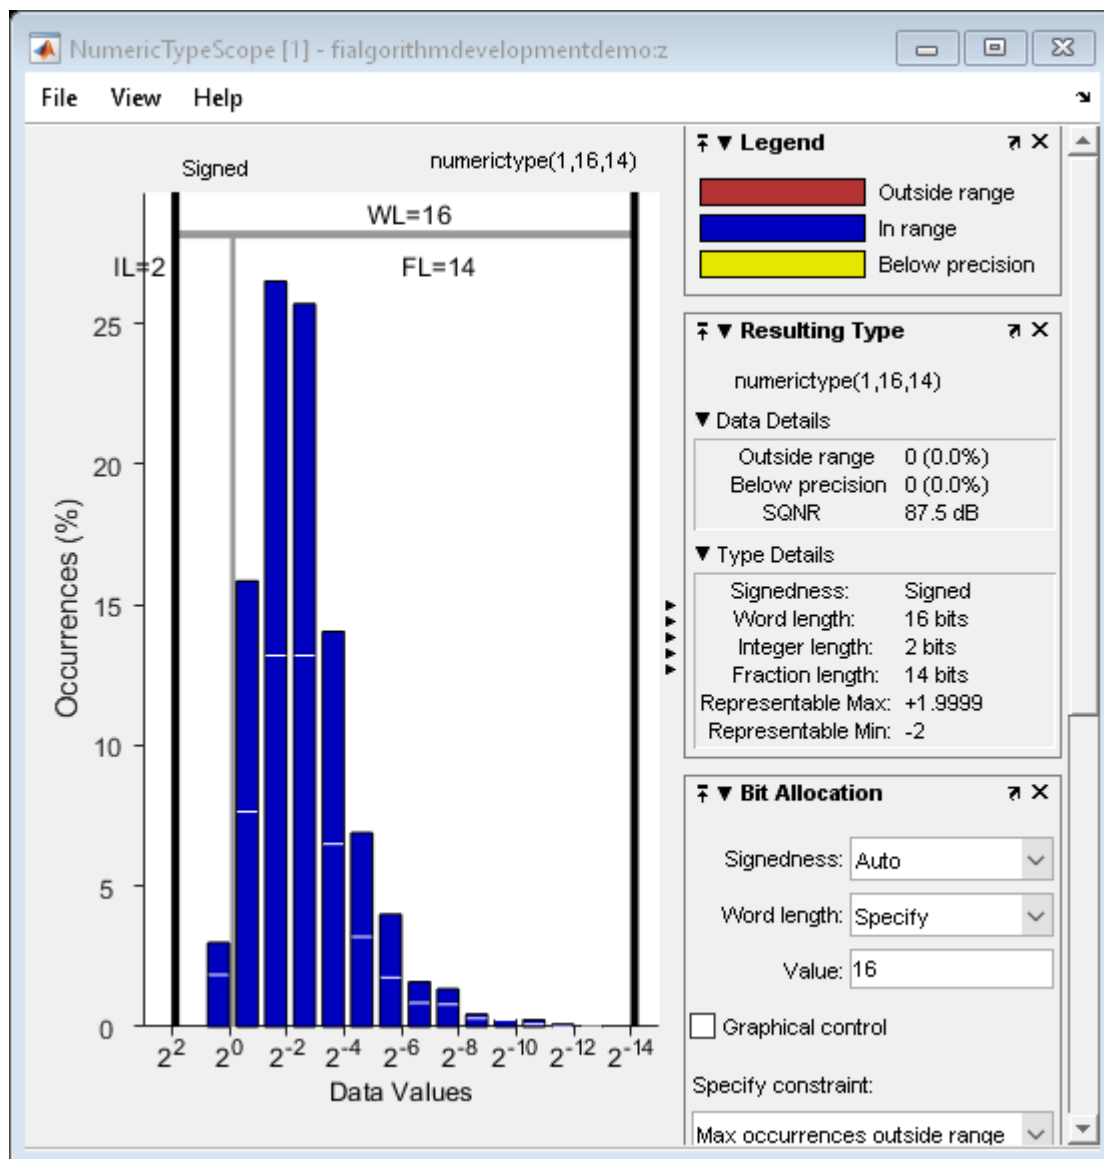 NumericTypeScope [1] - fialgorithmdevelopmentdemo:z
File View Help
Signed
numerictype(1,16,14)
WL=16
IL=2
FL=14
Occurrences (%)
25
20
15
10
5
0
2^2 2^0 2^-2 2^-4 2^-6 2^-8 2^-10 2^-12 2^-14
Data Values
Legend
Outside range
In range
Below precision
Resulting Type
numerictype(1,16,14)
Data Details
Outside range 0 (0.0%)
Below precision 0 (0.0%)
SQNR 87.5 dB
Type Details
Signedness: Signed
Word length: 16 bits
Integer length: 2 bits
Fraction length: 14 bits
Representable Max: +1.9999
Representable Min: -2
Bit Allocation
Signedness: Auto
Word length: Specify
Value: 16
Graphical control
Specify constraint:
Max occurrences outside range